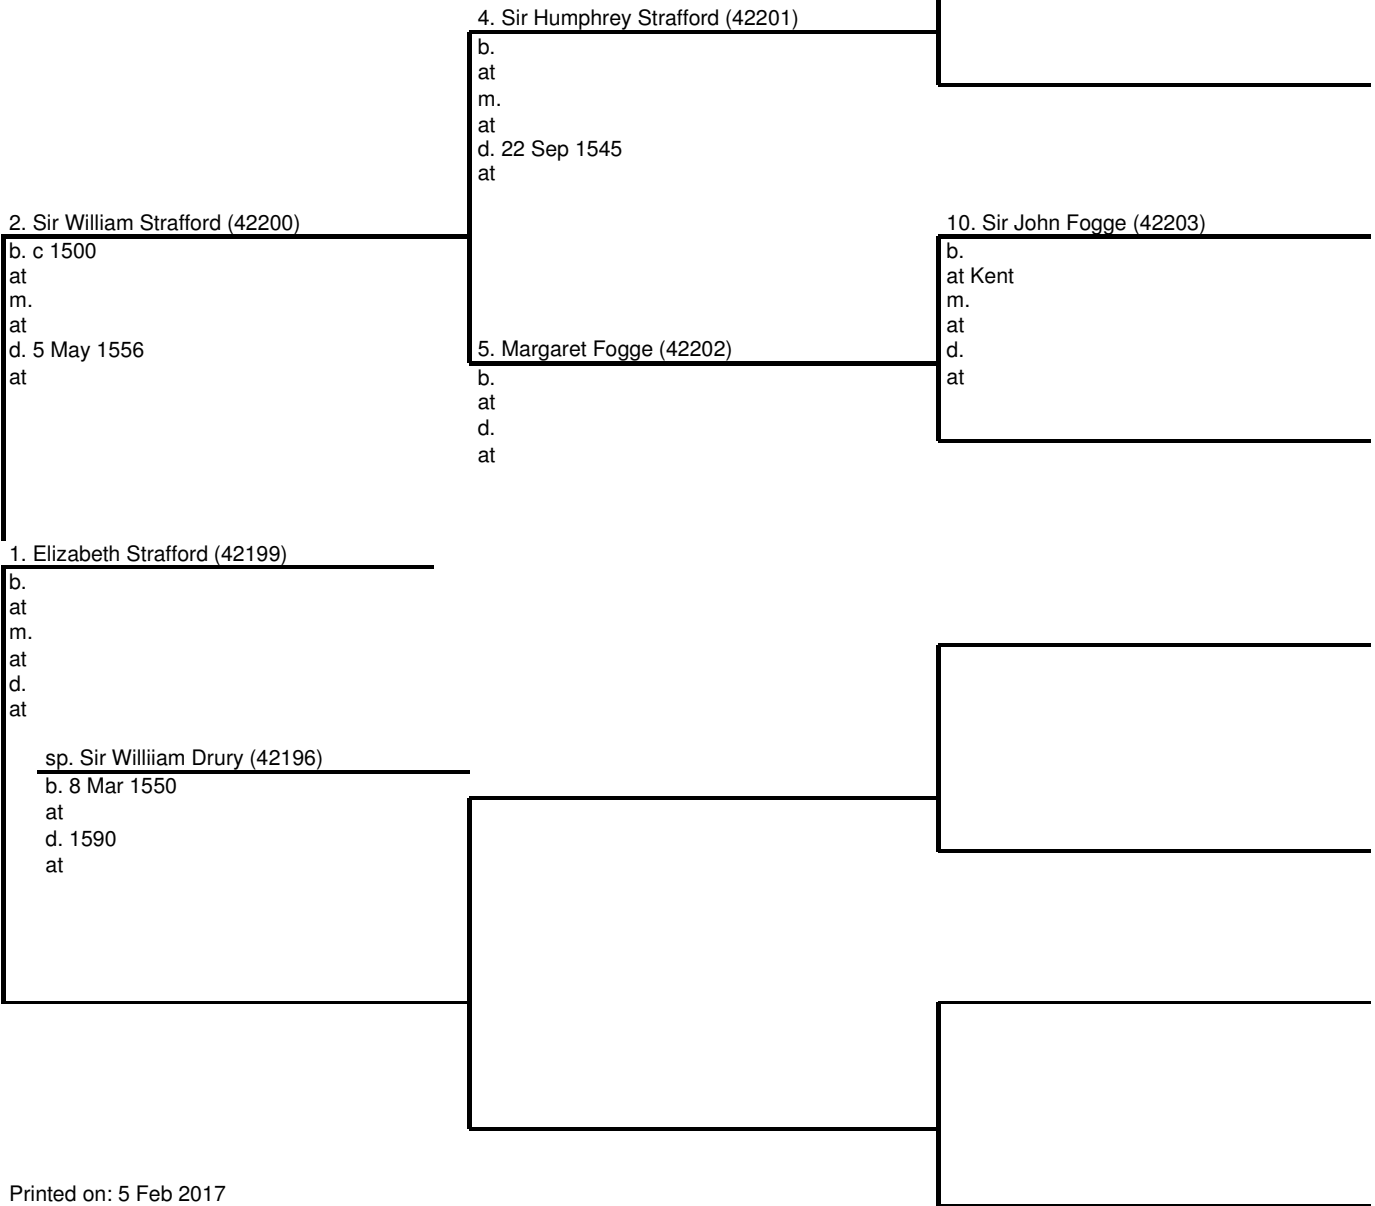 4. Sir Humphrey Strafford (42201)
b.
at
m.
at
d. 22 Sep 1545
at
2. Sir William Strafford (42200)
b. c 1500
at
m.
at
d. 5 May 1556
at
10. Sir John Fogge (42203)
b.
at Kent
m.
at
d.
at
5. Margaret Fogge (42202)
b.
at
d.
at
1. Elizabeth Strafford (42199)
b.
at
m.
at
d.
at
sp. Sir Williiam Drury (42196)
b. 8 Mar 1550
at
d. 1590
at
Printed on: 5 Feb 2017